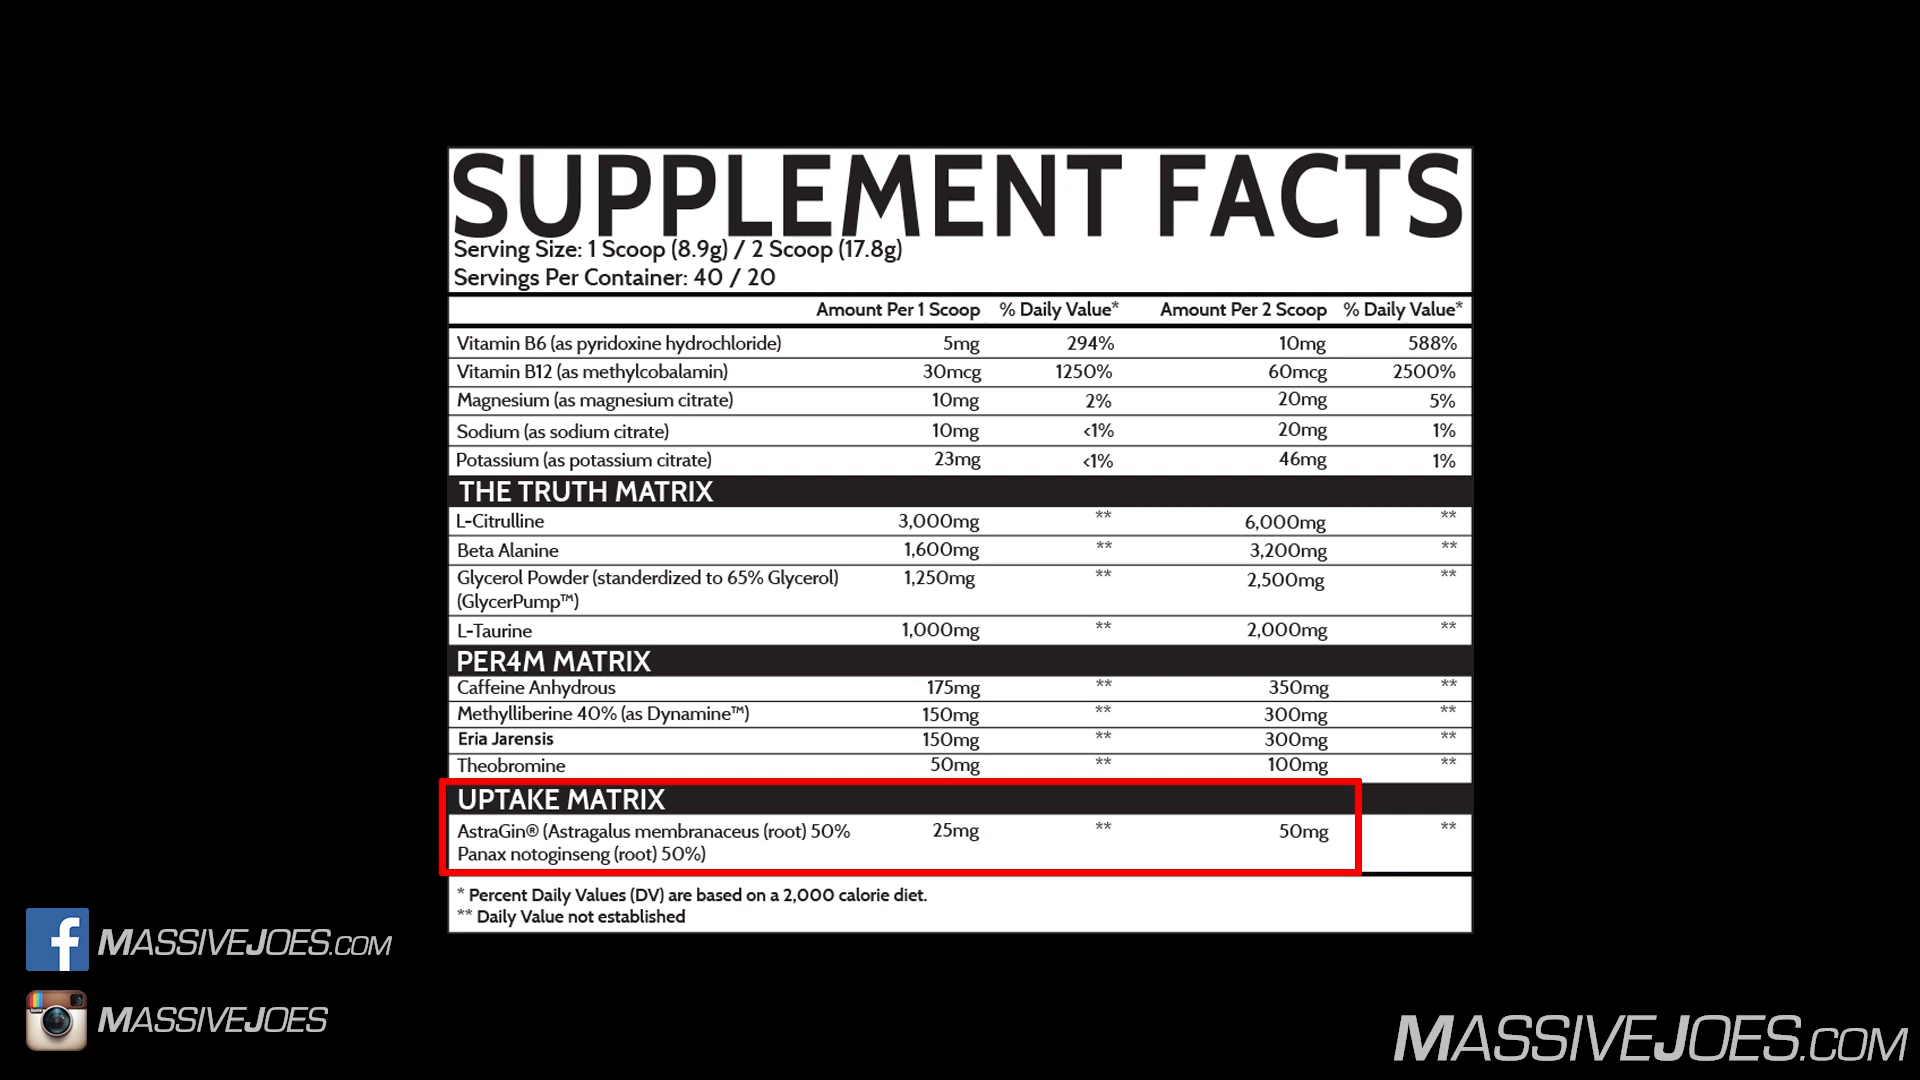 SUPPLEMENT FACTS
Serving Size: 1 Scoop (8.9g) / 2 Scoop (17.8g)
Servings Per Container: 40 / 20
Amount Per 1 Scoop % Daily Value* Amount Per 2 Scoop % Daily Value*
Vitamin B6 (as pyridoxine hydrochloride) 5mg 294% 10mg 588%
Vitamin B12 (as methylcobalamin) 30mcg 1250% 60mcg 2500%
Magnesium (as magnesium citrate) 10mg 2% 20mg 5%
Sodium (as sodium citrate) 10mg <1% 20mg 1%
Potassium (as potassium citrate) 23mg <1% 46mg 1%
THE TRUTH MATRIX
L-Citrulline 3,000mg ** 6,000mg **
Beta Alanine 1,600mg ** 3,200mg **
Glycerol Powder (standerdized to 65% Glycerol) 1,250mg ** 2,500mg **
(GlycerPump™)
L-Taurine 1,000mg ** 2,000mg **
PER4M MATRIX
Caffeine Anhydrous 175mg ** 350mg **
Methylliberine 40% (as Dynamine™) 150mg ** 300mg **
Eria Jarensis 150mg ** 300mg **
Theobromine 50mg ** 100mg **
UPTAKE MATRIX
AstraGin® (Astragalus membranaceus (root) 50% 25mg ** 50mg **
Panax notoginseng (root) 50%)
* Percent Daily Values (DV) are based on a 2,000 calorie diet.
** Daily Value not established
f MASSIVEJOES.COM
MASSIVEJOES
MASSIVEJOES.COM